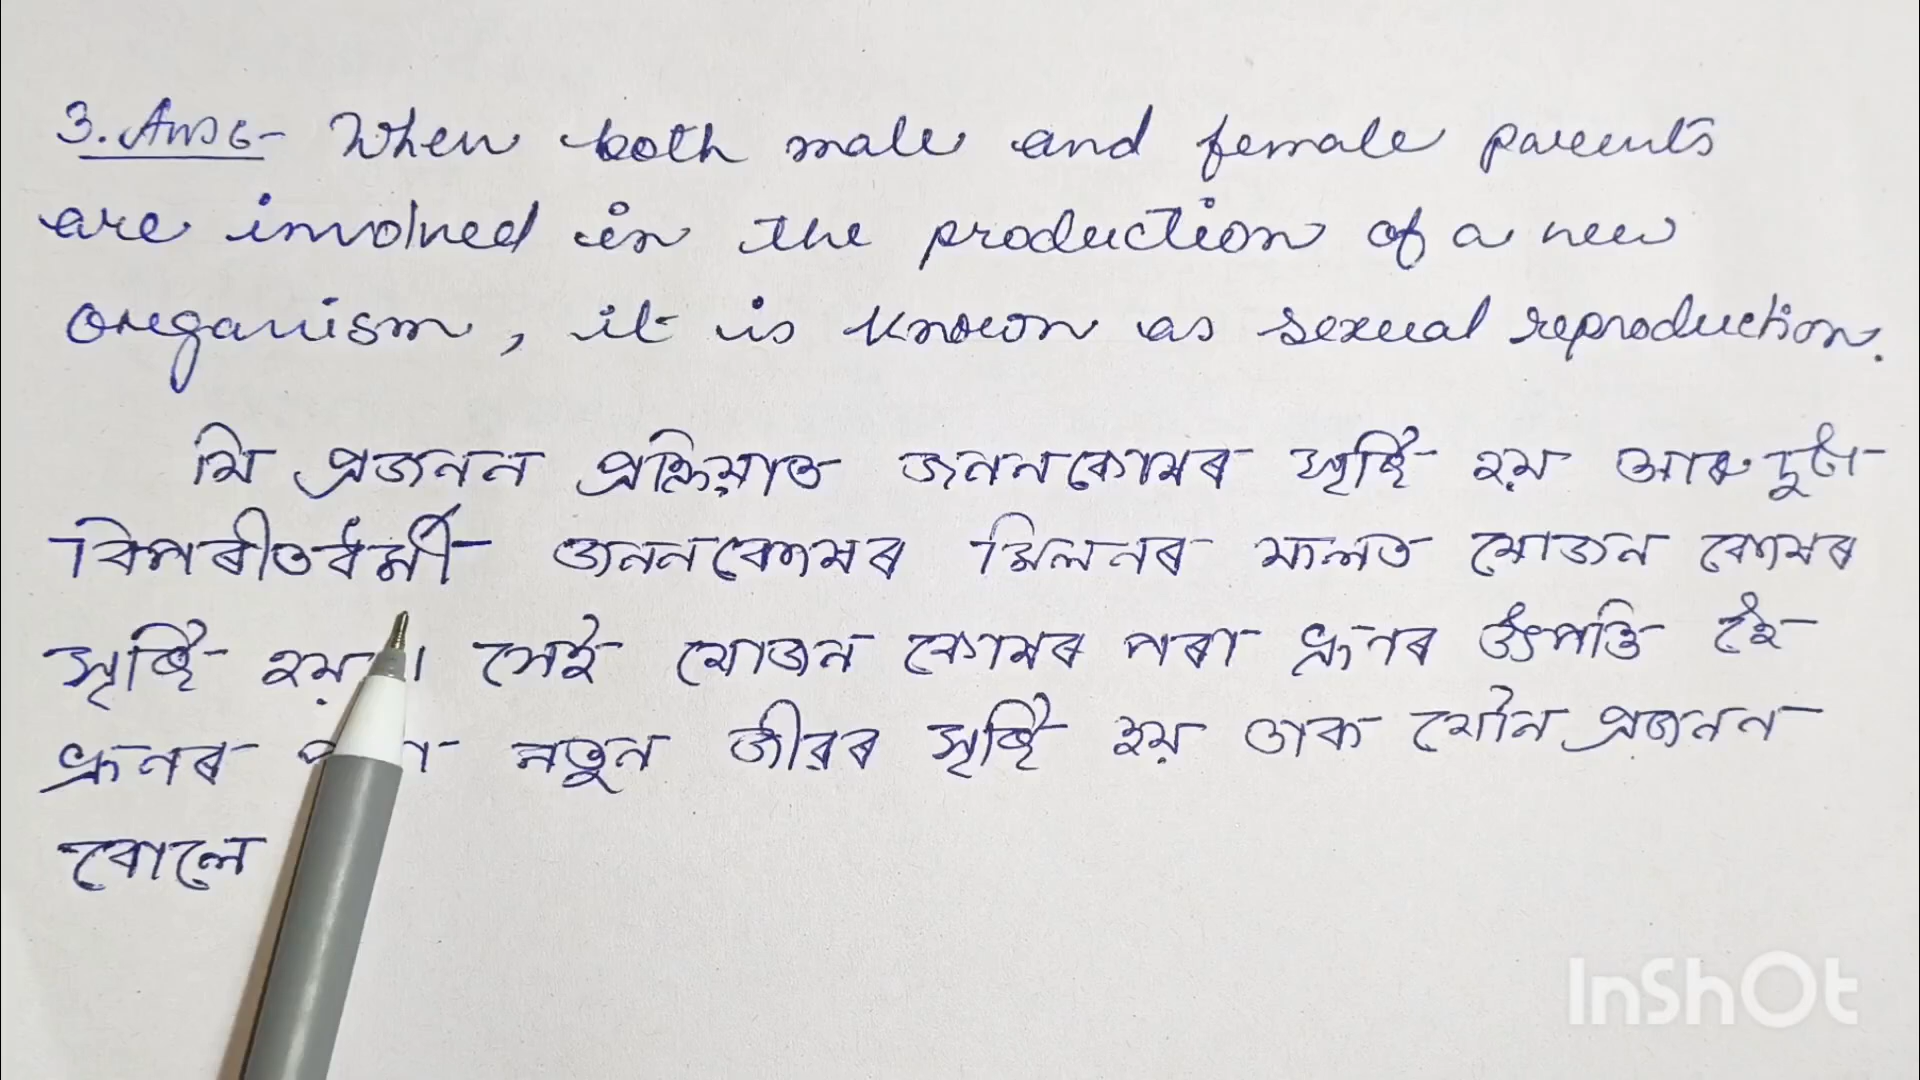 3. Ans:- When both male and female parents
are involved in the production of a new
organism, it is known as sexual reproduction.
যি প্ৰজনন প্ৰক্ৰিয়াত জননকোষৰ সৃষ্টি হয় আৰু দুটা
বিপৰীতধৰ্মী জননকোষৰ মিলনৰ ফলত যোজন কোষৰ
সৃষ্টি হয় । সেই যোজন কোষৰ পৰা ভ্ৰূণৰ উৎপত্তি হৈ
ভ্ৰূণৰ নতুন জীৱৰ সৃষ্টি হয় তাক যৌন প্ৰজনন
বোলে
InShOt